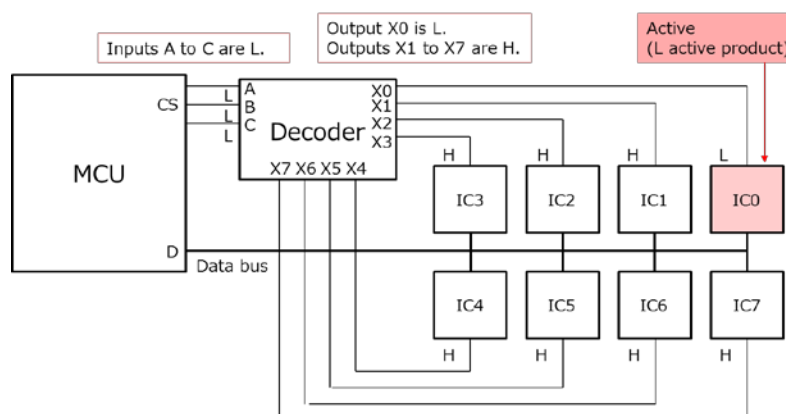 Inputs A to C are L.
Output X0 is L.
Outputs X1 to X7 are H.
Active
(L active product)
MCU
CS
D
L
L
L
A
B
C
Decoder
X0
X1
X2
X3
X7 X6 X5 X4
H
H
H
L
IC3
IC2
IC1
IC0
Data bus
IC4
IC5
IC6
IC7
H
H
H
H